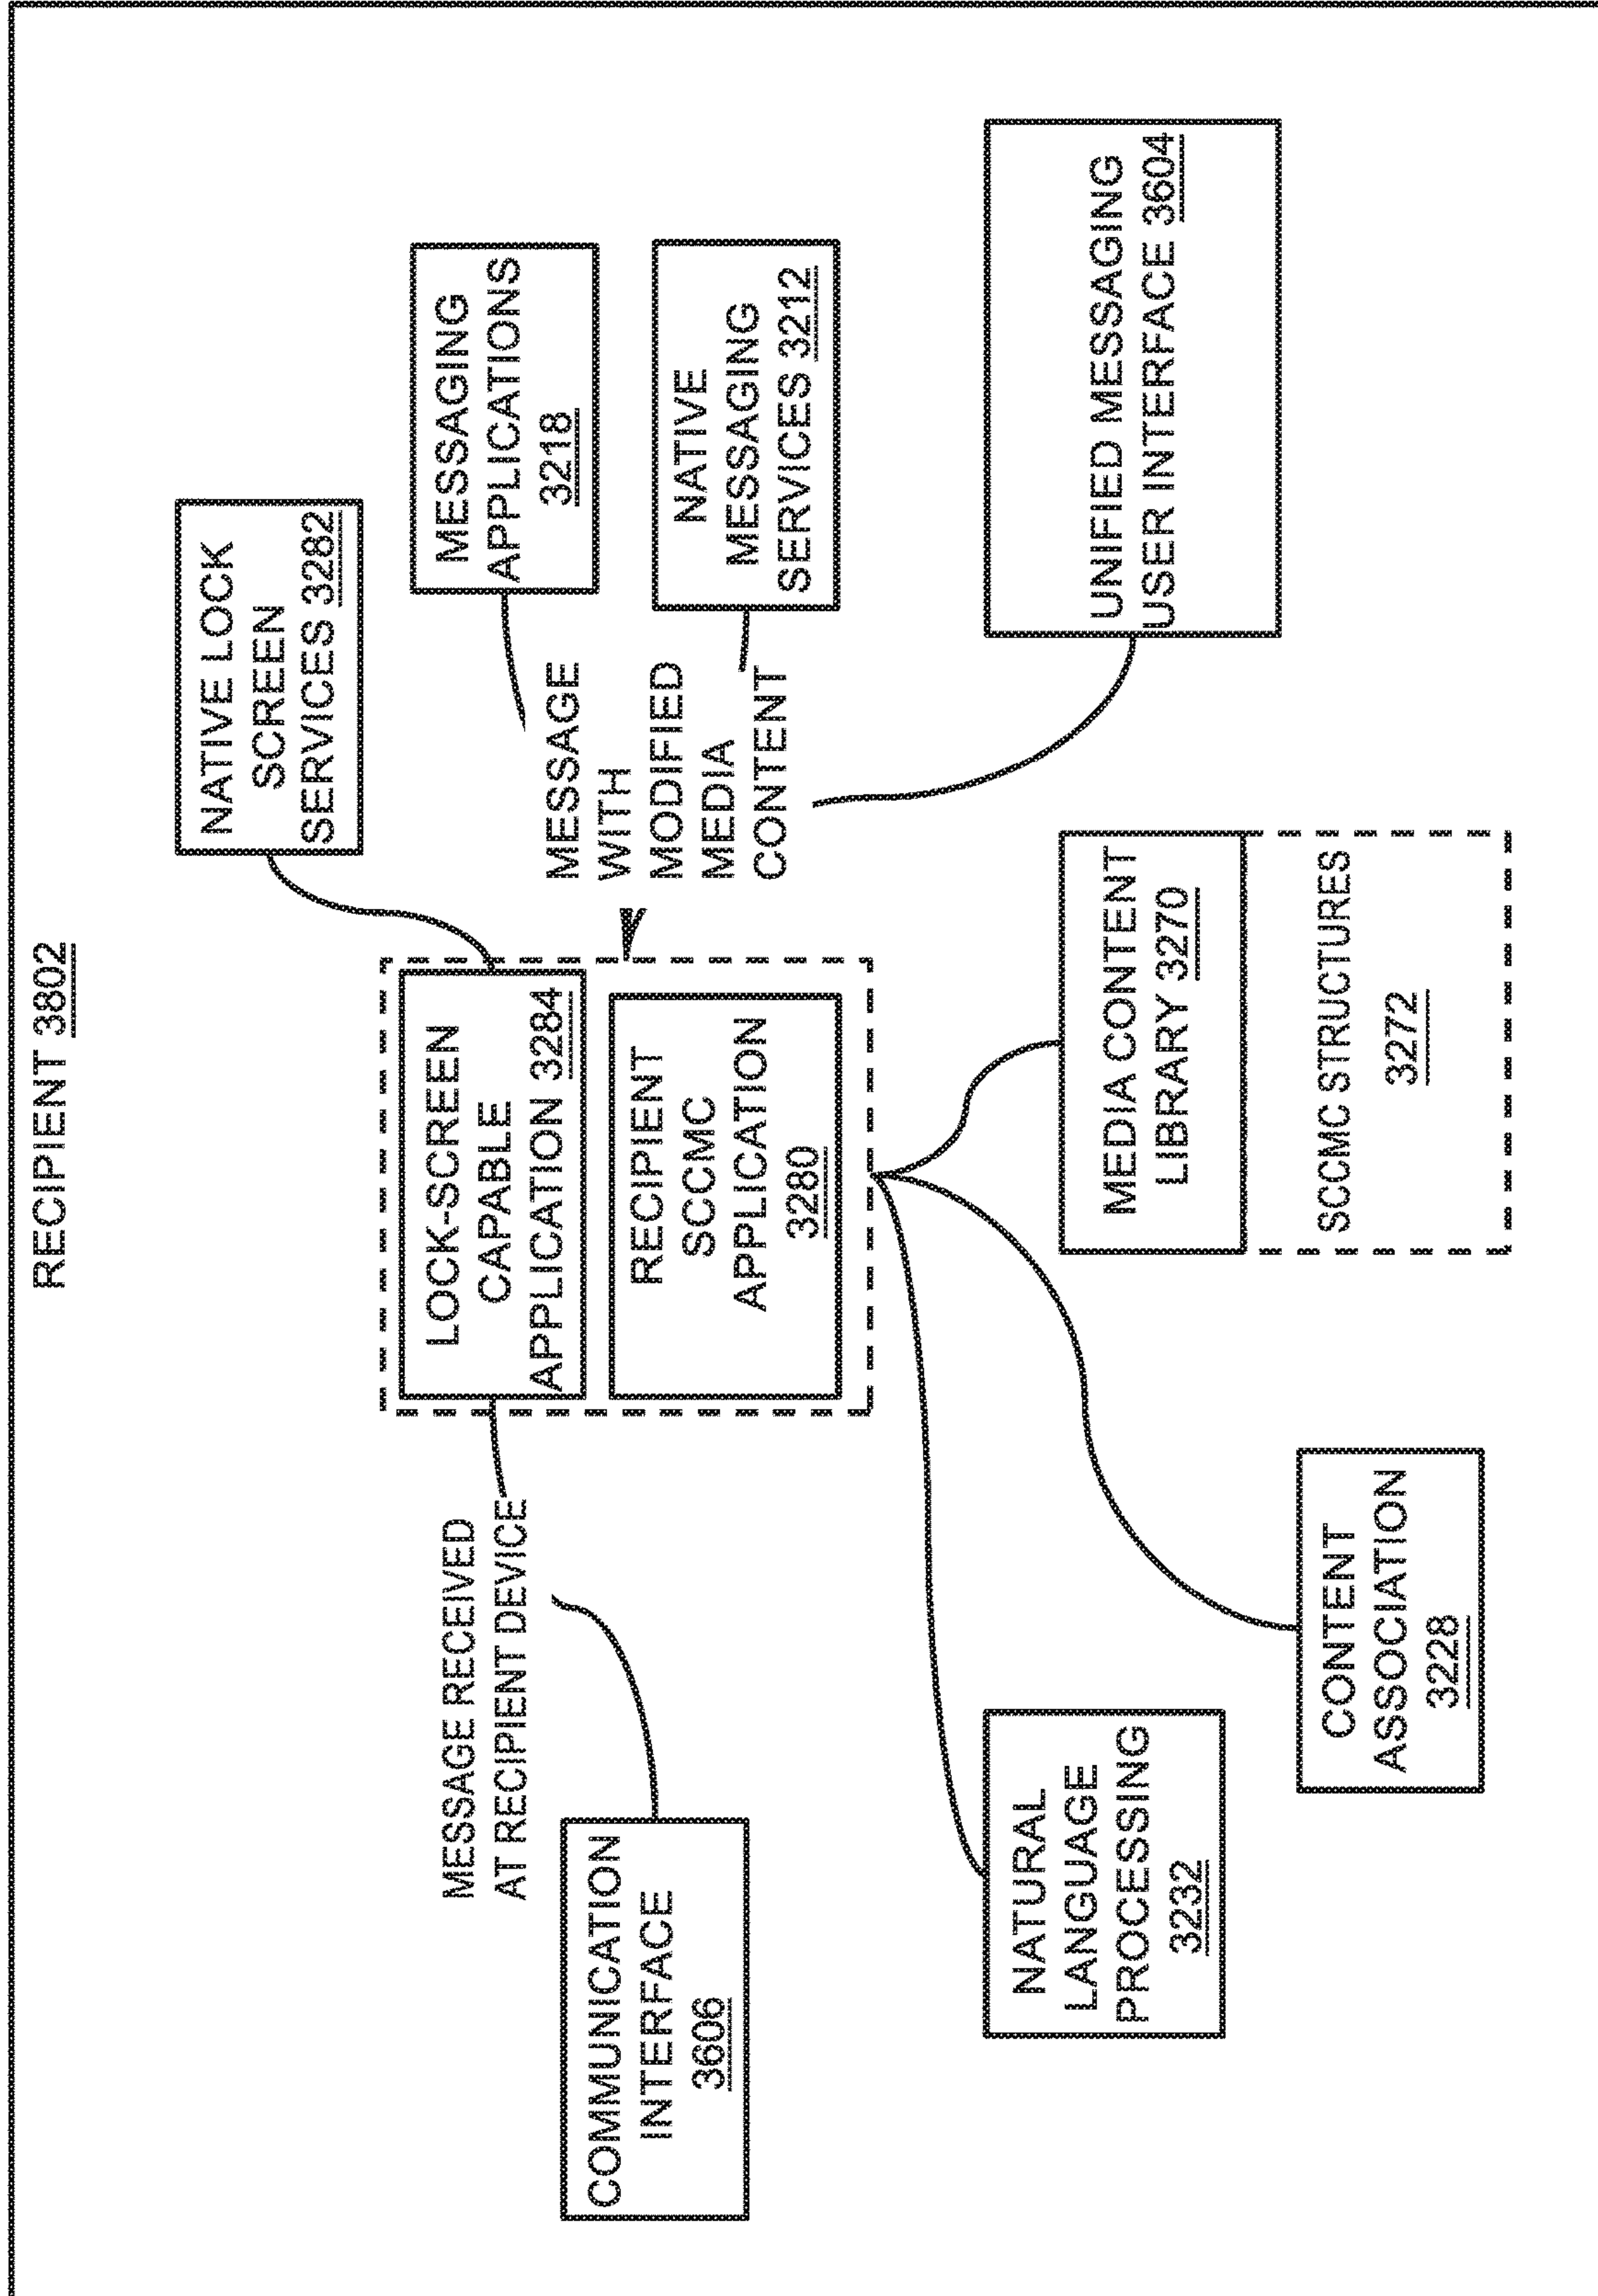 RECIPIENT 3802
NATIVE LOCK
SCREEN
SERVICES 3282
LOCK-SCREEN
CAPABLE
APPLICATION 3284
RECIPIENT
SCCMC
APPLICATION
3280
MESSAGE RECEIVED
AT RECIPIENT DEVICE
COMMUNICATION
INTERFACE
3606
MESSAGE
WITH
MODIFIED
MEDIA
CONTENT
MESSAGING
APPLICATIONS
3218
NATIVE
MESSAGING
SERVICES 3212
UNIFIED MESSAGING
USER INTERFACE 3604
NATURAL
LANGUAGE
PROCESSING
3232
CONTENT
ASSOCIATION
3228
MEDIA CONTENT
LIBRARY 3270
SCCMC STRUCTURES
3272